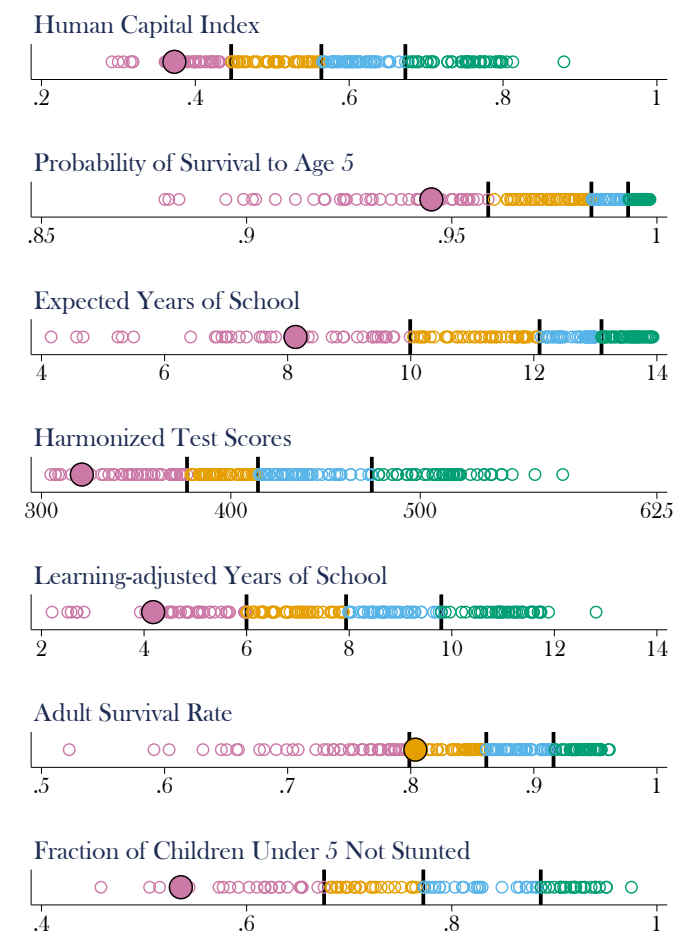 Human Capital Index
.2 .4 .6 .8 1
Probability of Survival to Age 5
.85 .9 .95 1
Expected Years of School
4 6 8 10 12 14
Harmonized Test Scores
300 400 500 625
Learning-adjusted Years of School
2 4 6 8 10 12 14
Adult Survival Rate
.5 .6 .7 .8 .9 1
Fraction of Children Under 5 Not Stunted
.4 .6 .8 1